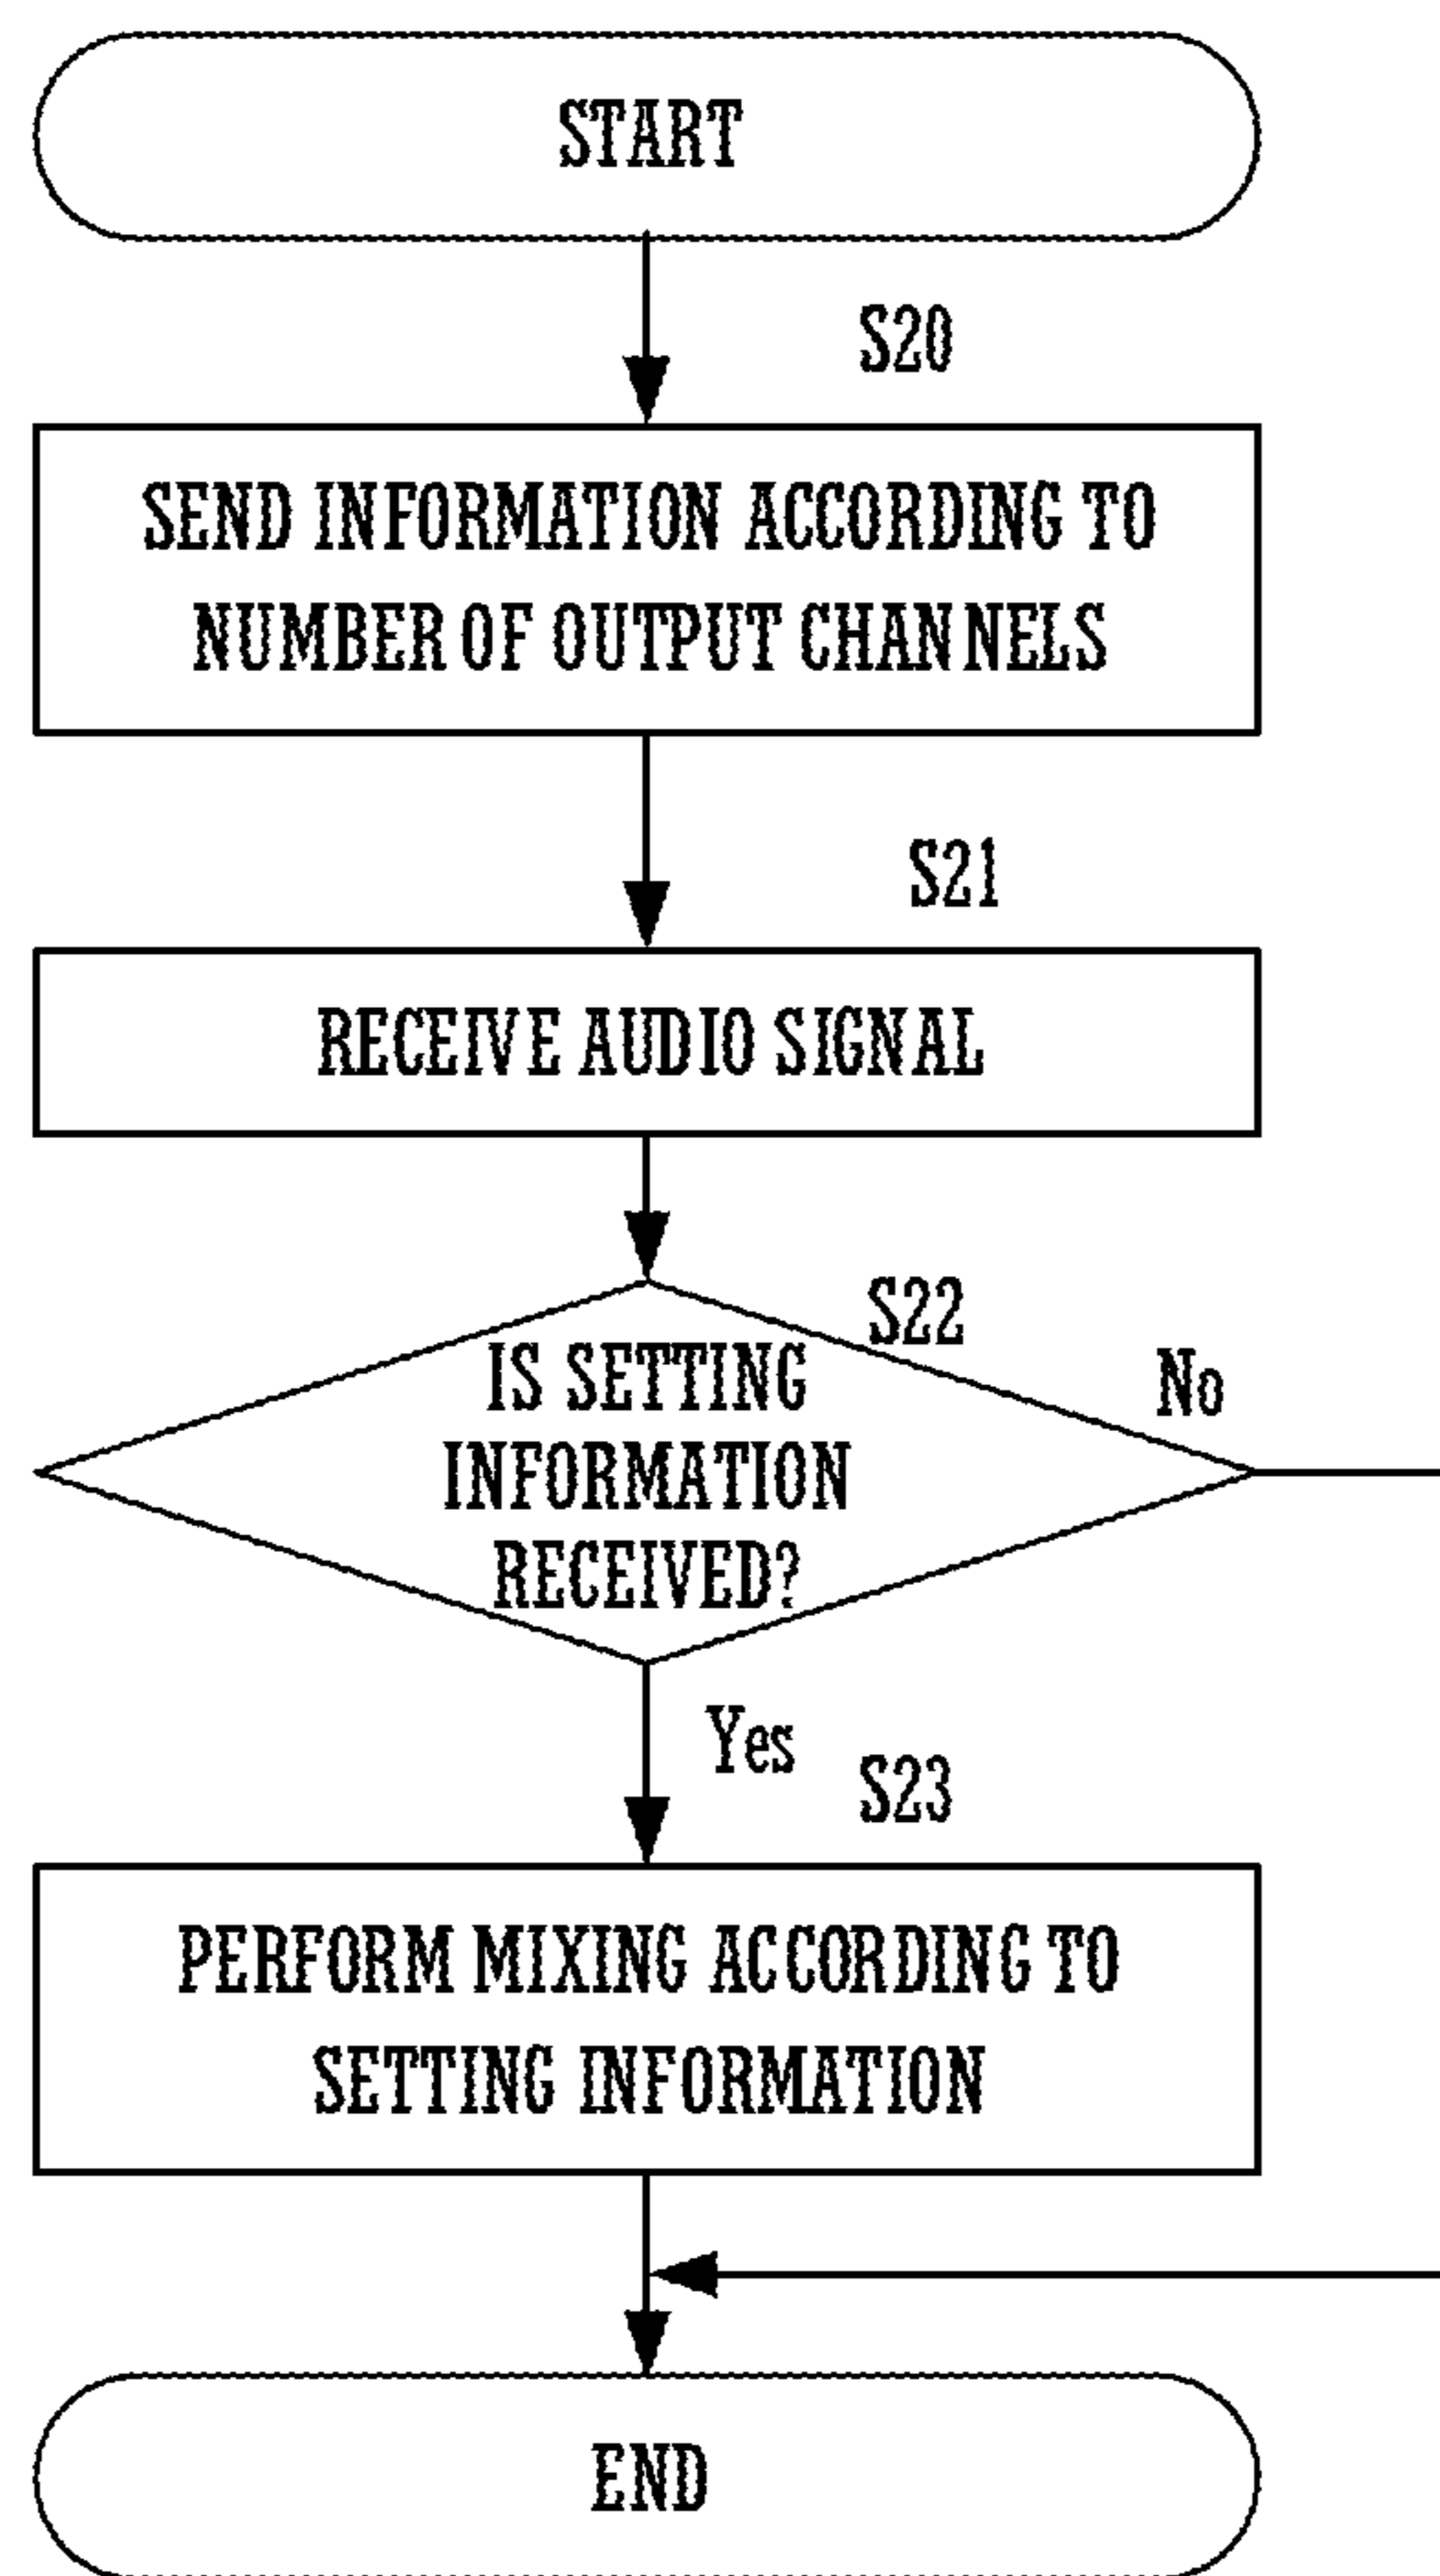 START
S20
SEND INFORMATION ACCORDING TO
NUMBER OF OUTPUT CHANNELS
S21
RECEIVE AUDIO SIGNAL
S22
IS SETTING
No
INFORMATION
RECEIVED?
Yes
S23
PERFORM MIXING ACCORDING TO
SETTING INFORMATION
END